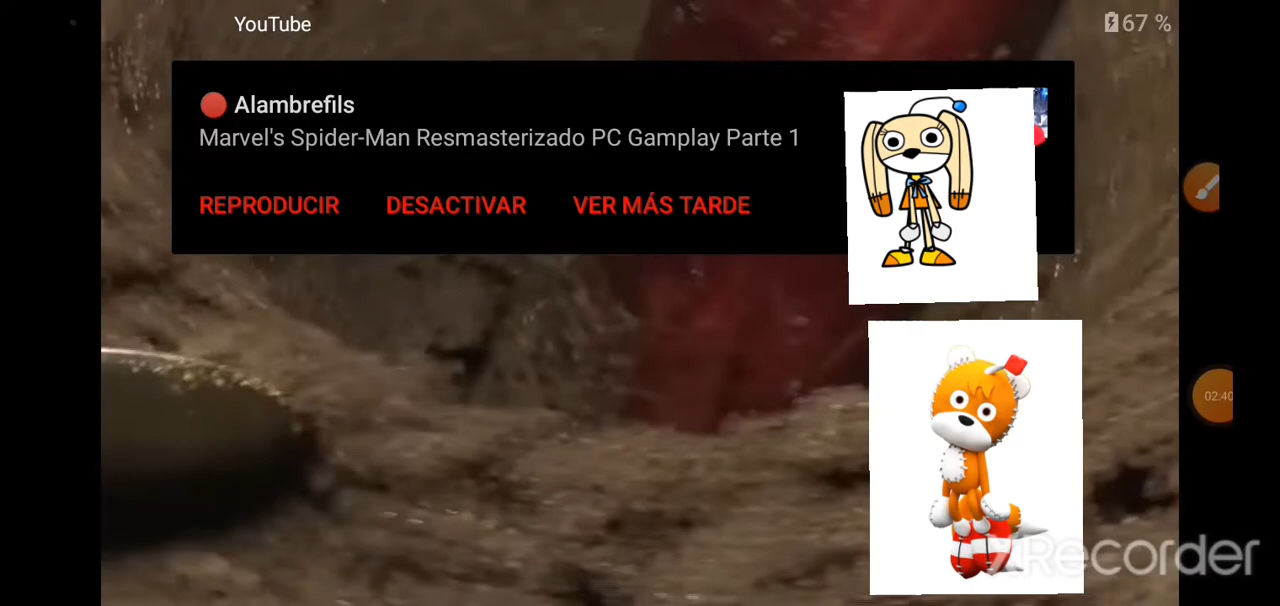 YouTube
67 %
Alambrefils
Marvel's Spider-Man Resmasterizado PC Gamplay Parte 1
REPRODUCIR DESACTIVAR VER MÁS TARDE
02:40
Recorder